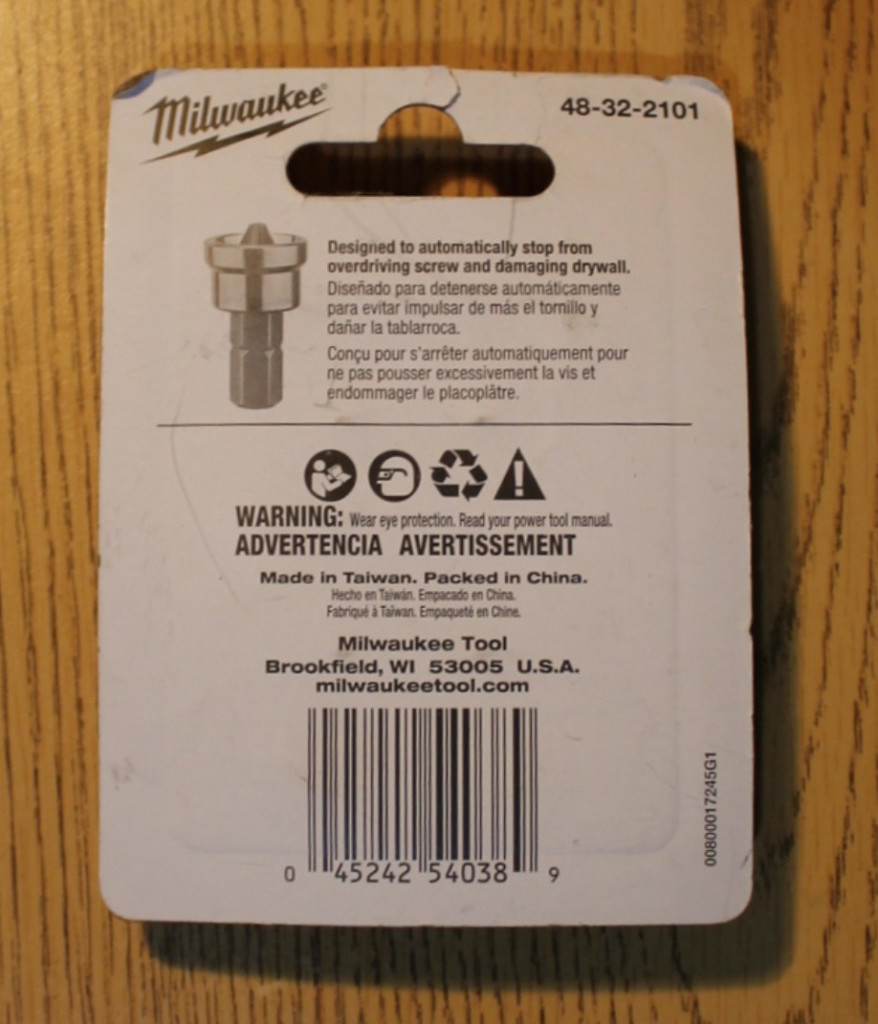 Milwaukee®
48-32-2101
Designed to automatically stop from
overdriving screw and damaging drywall.
Diseñado para detenerse automáticamente
para evitar impulsar de más el tornillo y
dañar la tablarroca.
Conçu pour s'arrêter automatiquement pour
ne pas pousser excessivement la vis et
endommager le placoplâtre.
WARNING: Wear eye protection. Read your power tool manual.
ADVERTENCIA AVERTISSEMENT
Made in Taiwan. Packed in China.
Hecho en Taiwán. Empacado en China.
Fabriqué à Taïwan. Empaqueté en Chine.
Milwaukee Tool
Brookfield, WI 53005 U.S.A.
milwaukeetool.com
0 45242 54038 9
00800017245G1